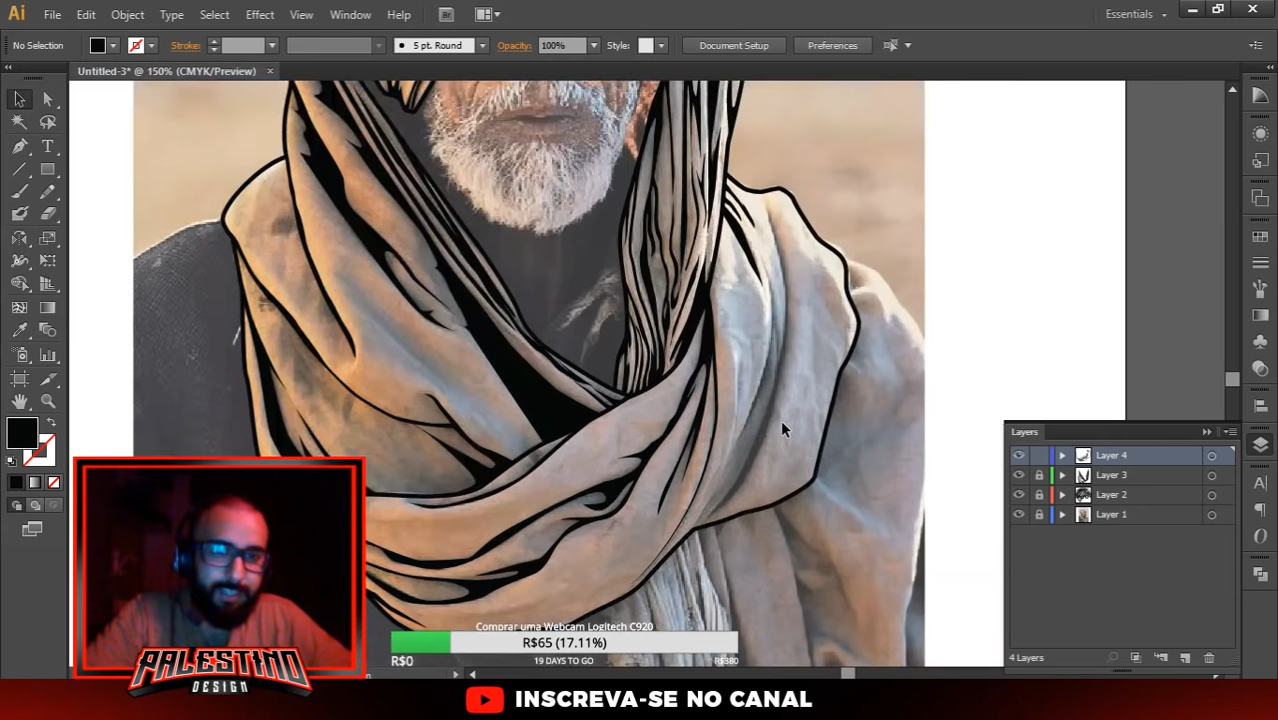 Ai File Edit Object Type Select Effect View Window Help Br Essentials
No Selection Stroke: 5 pt. Round Opacity: 100% Style: Document Setup Preferences
Untitled-3* @ 150% (CMYK/Preview)
Layers
Layer 4
Layer 3
Layer 2
Layer 1
4 Layers
Comprar uma Webcam Logitech C920
R$65 (17.11%)
R$0 19 DAYS TO GO R$380
PALESTINO
DESIGN
INSCREVA-SE NO CANAL